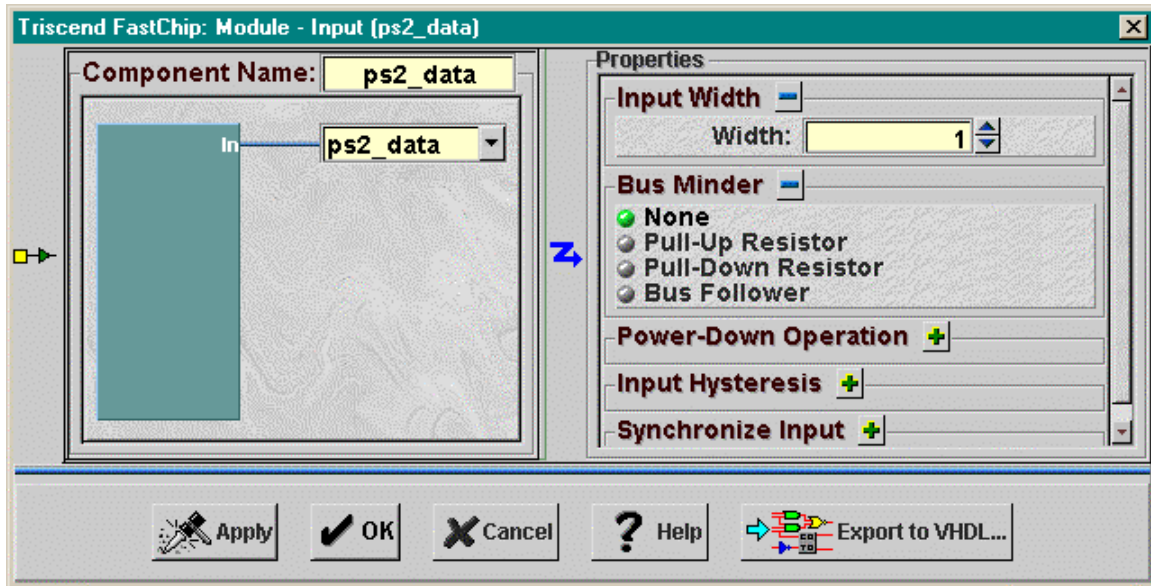 Triscend FastChip: Module - Input (ps2_data)
Component Name: ps2_data
In ps2_data
Properties
Input Width
Width: 1
Bus Minder
None
Pull-Up Resistor
Pull-Down Resistor
Bus Follower
Power-Down Operation
Input Hysteresis
Synchronize Input
Apply OK Cancel Help Export to VHDL...